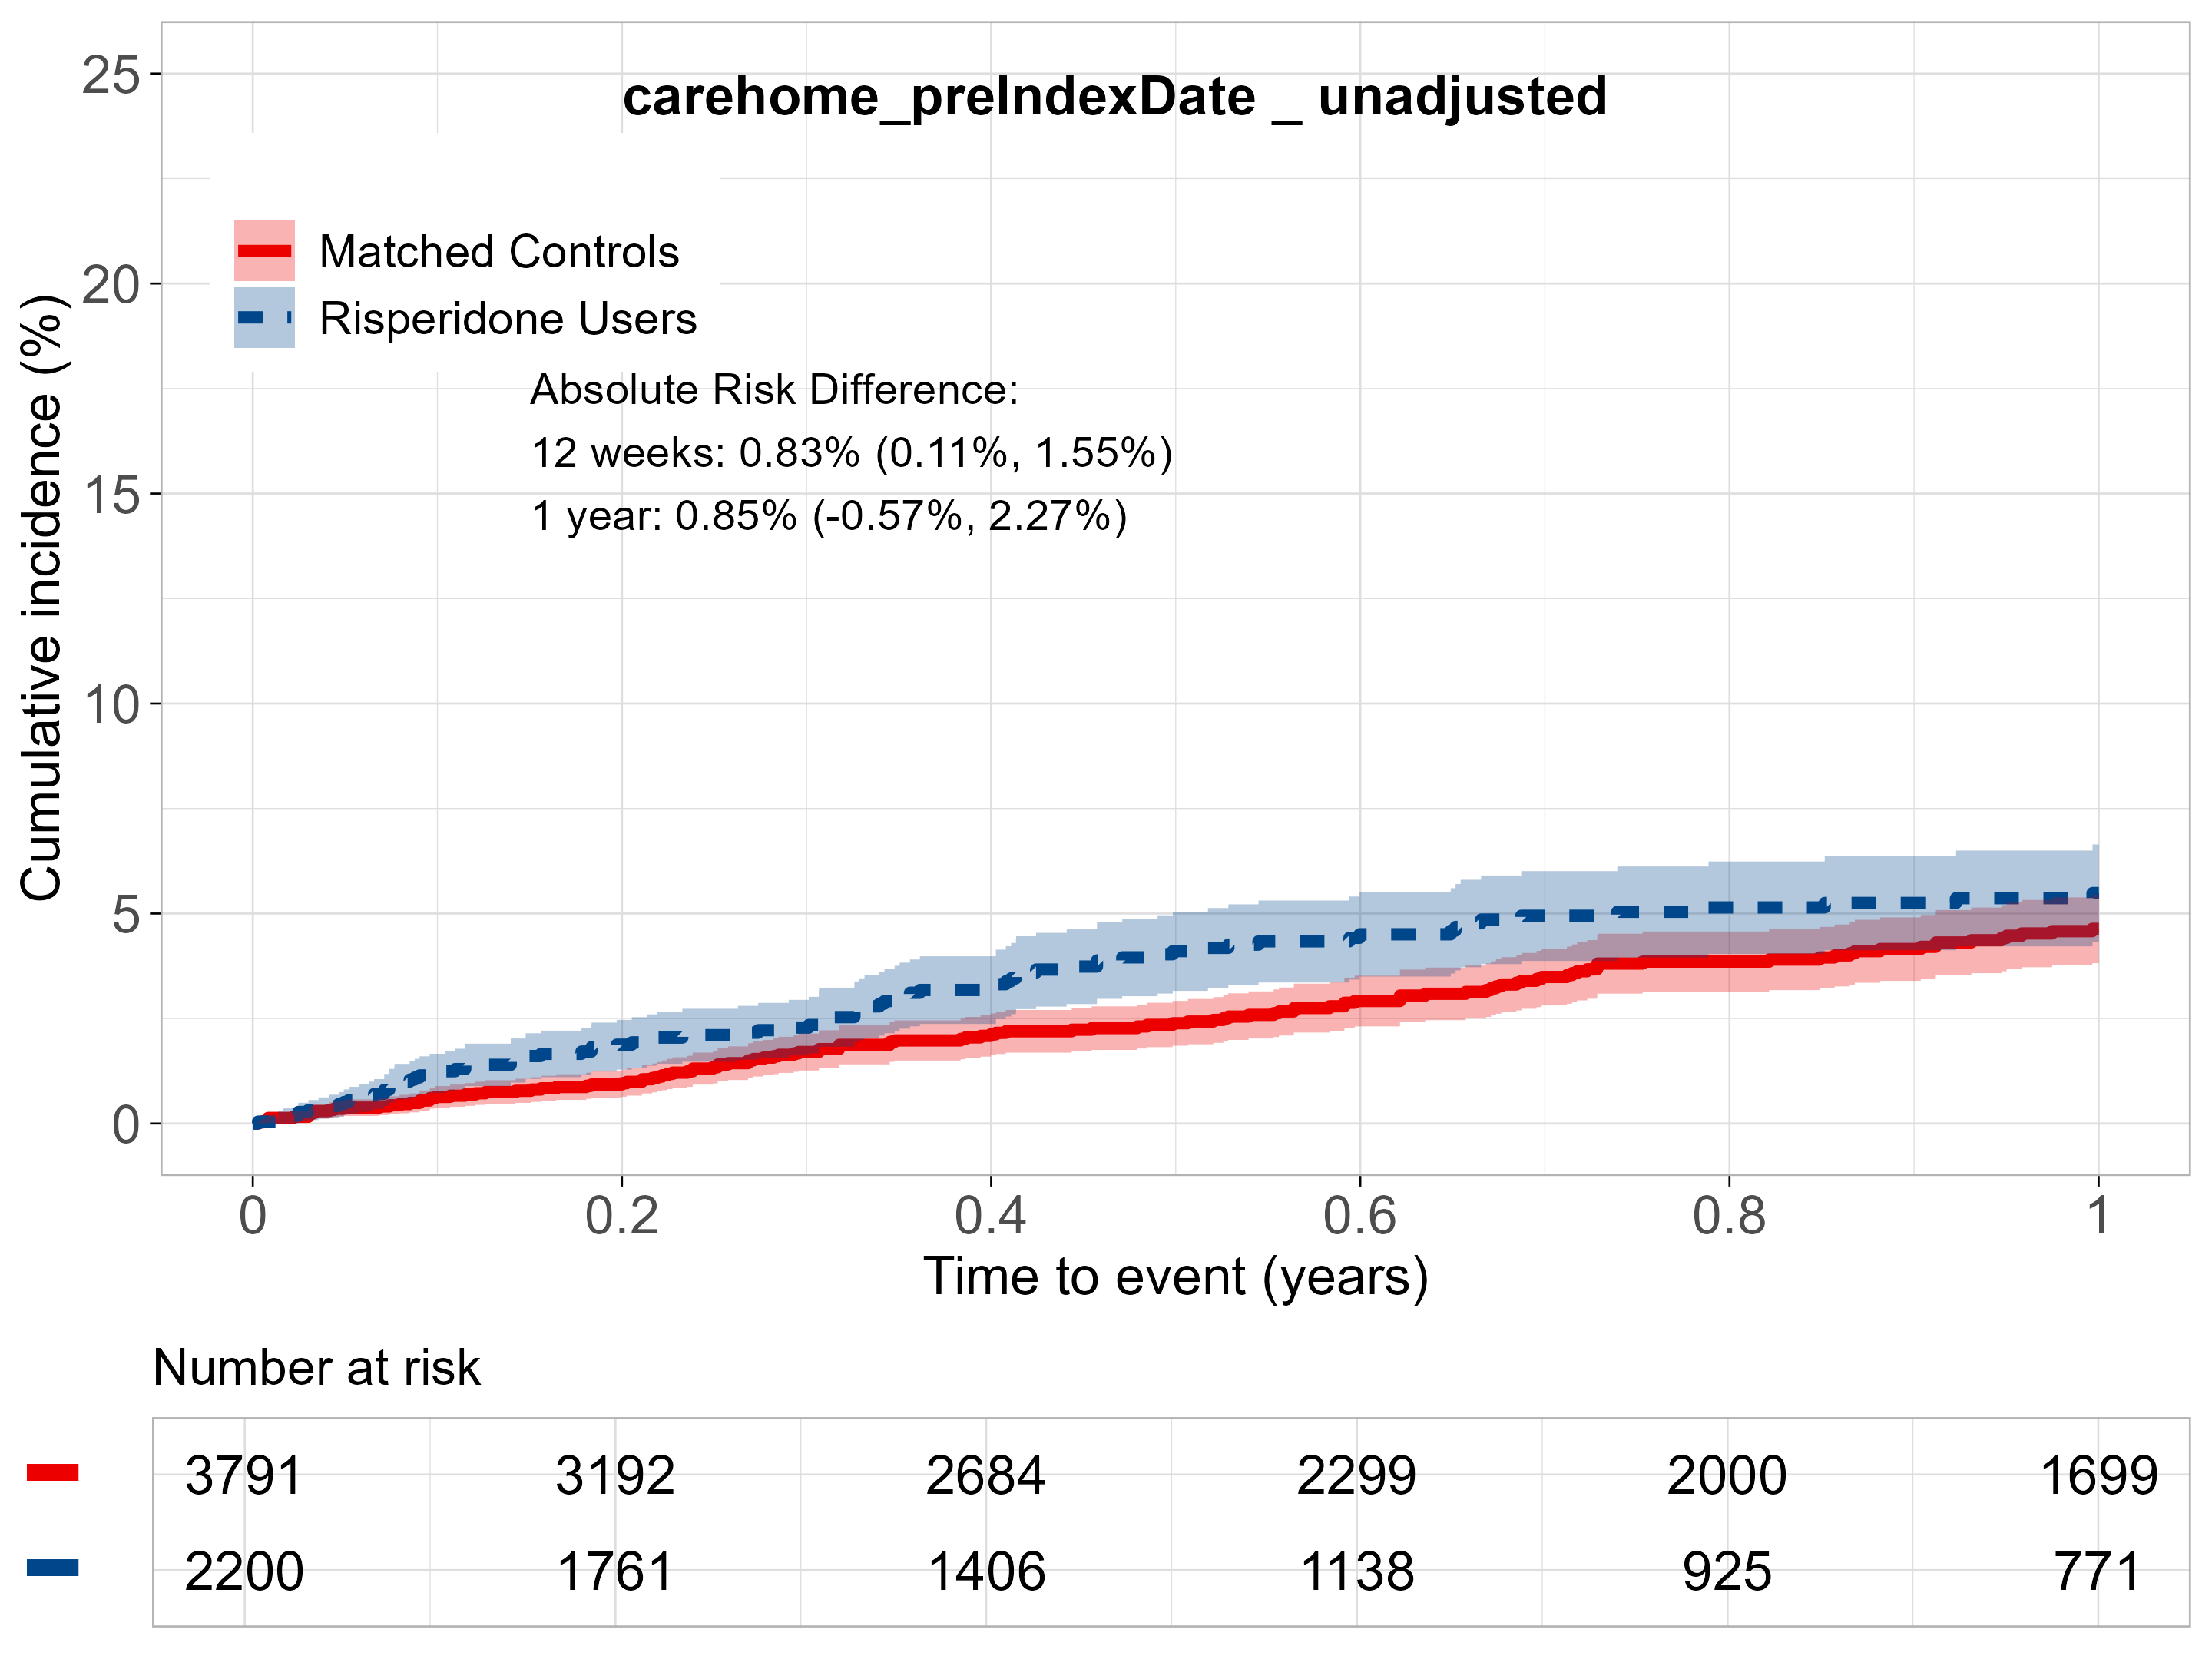 carehome_preIndexDate _ unadjusted
Matched Controls
Risperidone Users
Absolute Risk Difference:
12 weeks: 0.83% (0.11%, 1.55%)
1 year: 0.85% (-0.57%, 2.27%)
Cumulative incidence (%)
25
20
15
10
5
0
0 0.2 0.4 0.6 0.8 1
Time to event (years)
Number at risk
3791 3192 2684 2299 2000 1699
2200 1761 1406 1138 925 771